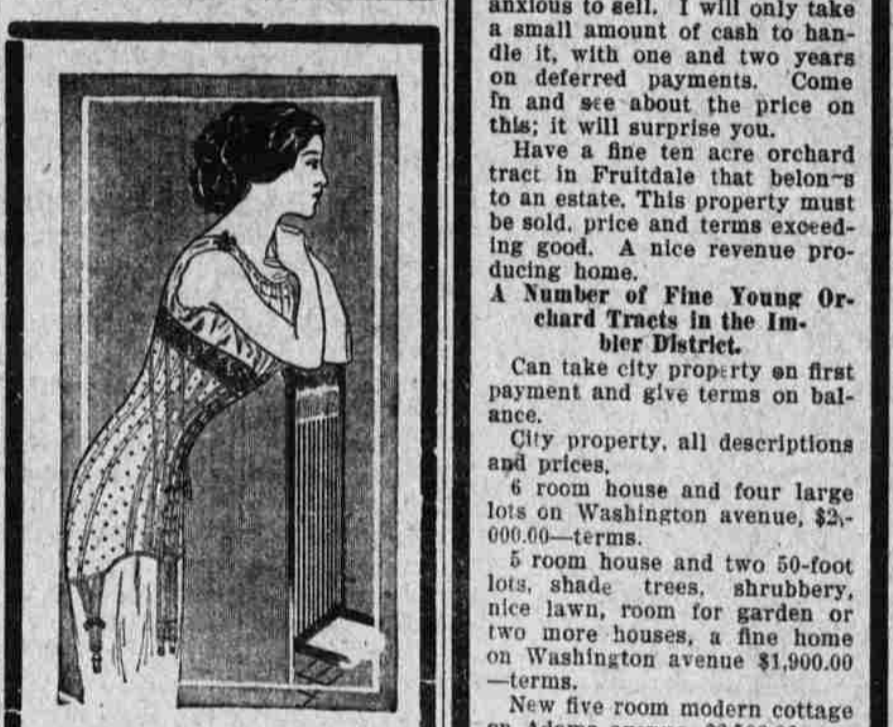 anxious to sell. I will only take
a small amount of cash to han-
dle it, with one and two years
on deferred payments. Come
in and see about the price on
this; it will surprise you.
Have a fine ten acre orchard
tract in Fruitdale that belon~s
to an estate. This property must
be sold, price and terms exceed-
ing good. A nice revenue pro-
ducing home.
A Number of Fine Young Or-
chard Tracts in the Im-
bler District.
Can take city property on first
payment and give terms on bal-
ance.
City property, all descriptions
and prices.
6 room house and four large
lots on Washington avenue, $2,-
000.00—terms.
5 room house and two 50-foot
lots, shade trees, shrubbery,
nice lawn, room for garden or
two more houses, a fine home
on Washington avenue $1,900.00
—terms.
New five room modern cottage